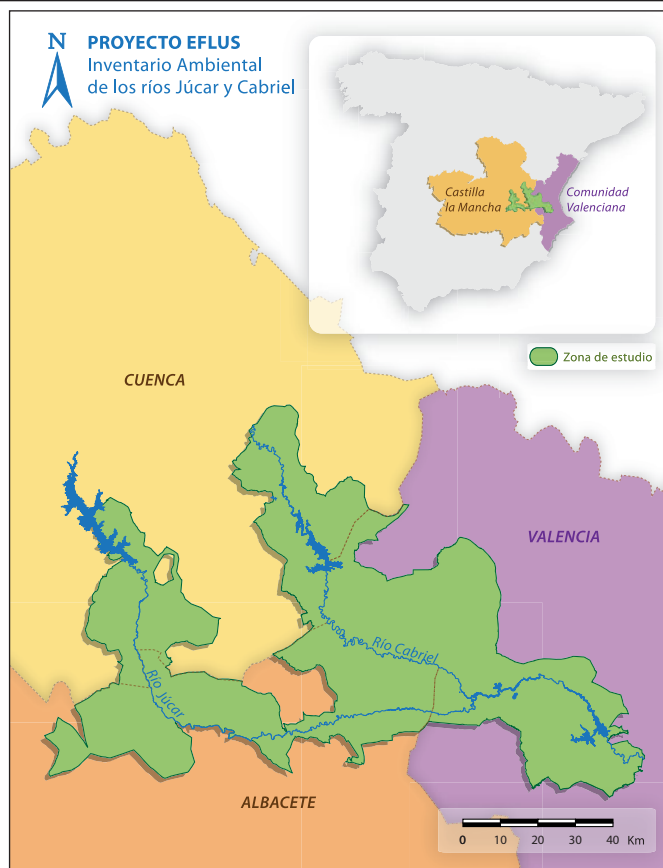 N
PROYECTO EFLUS
Inventario Ambiental
de los ríos Júcar y Cabriel
Castilla
la Mancha
Comunidad
Valenciana
Zona de estudio
CUENCA
VALENCIA
Río Cabriel
Río Júcar
ALBACETE
0 10 20 30 40 Km